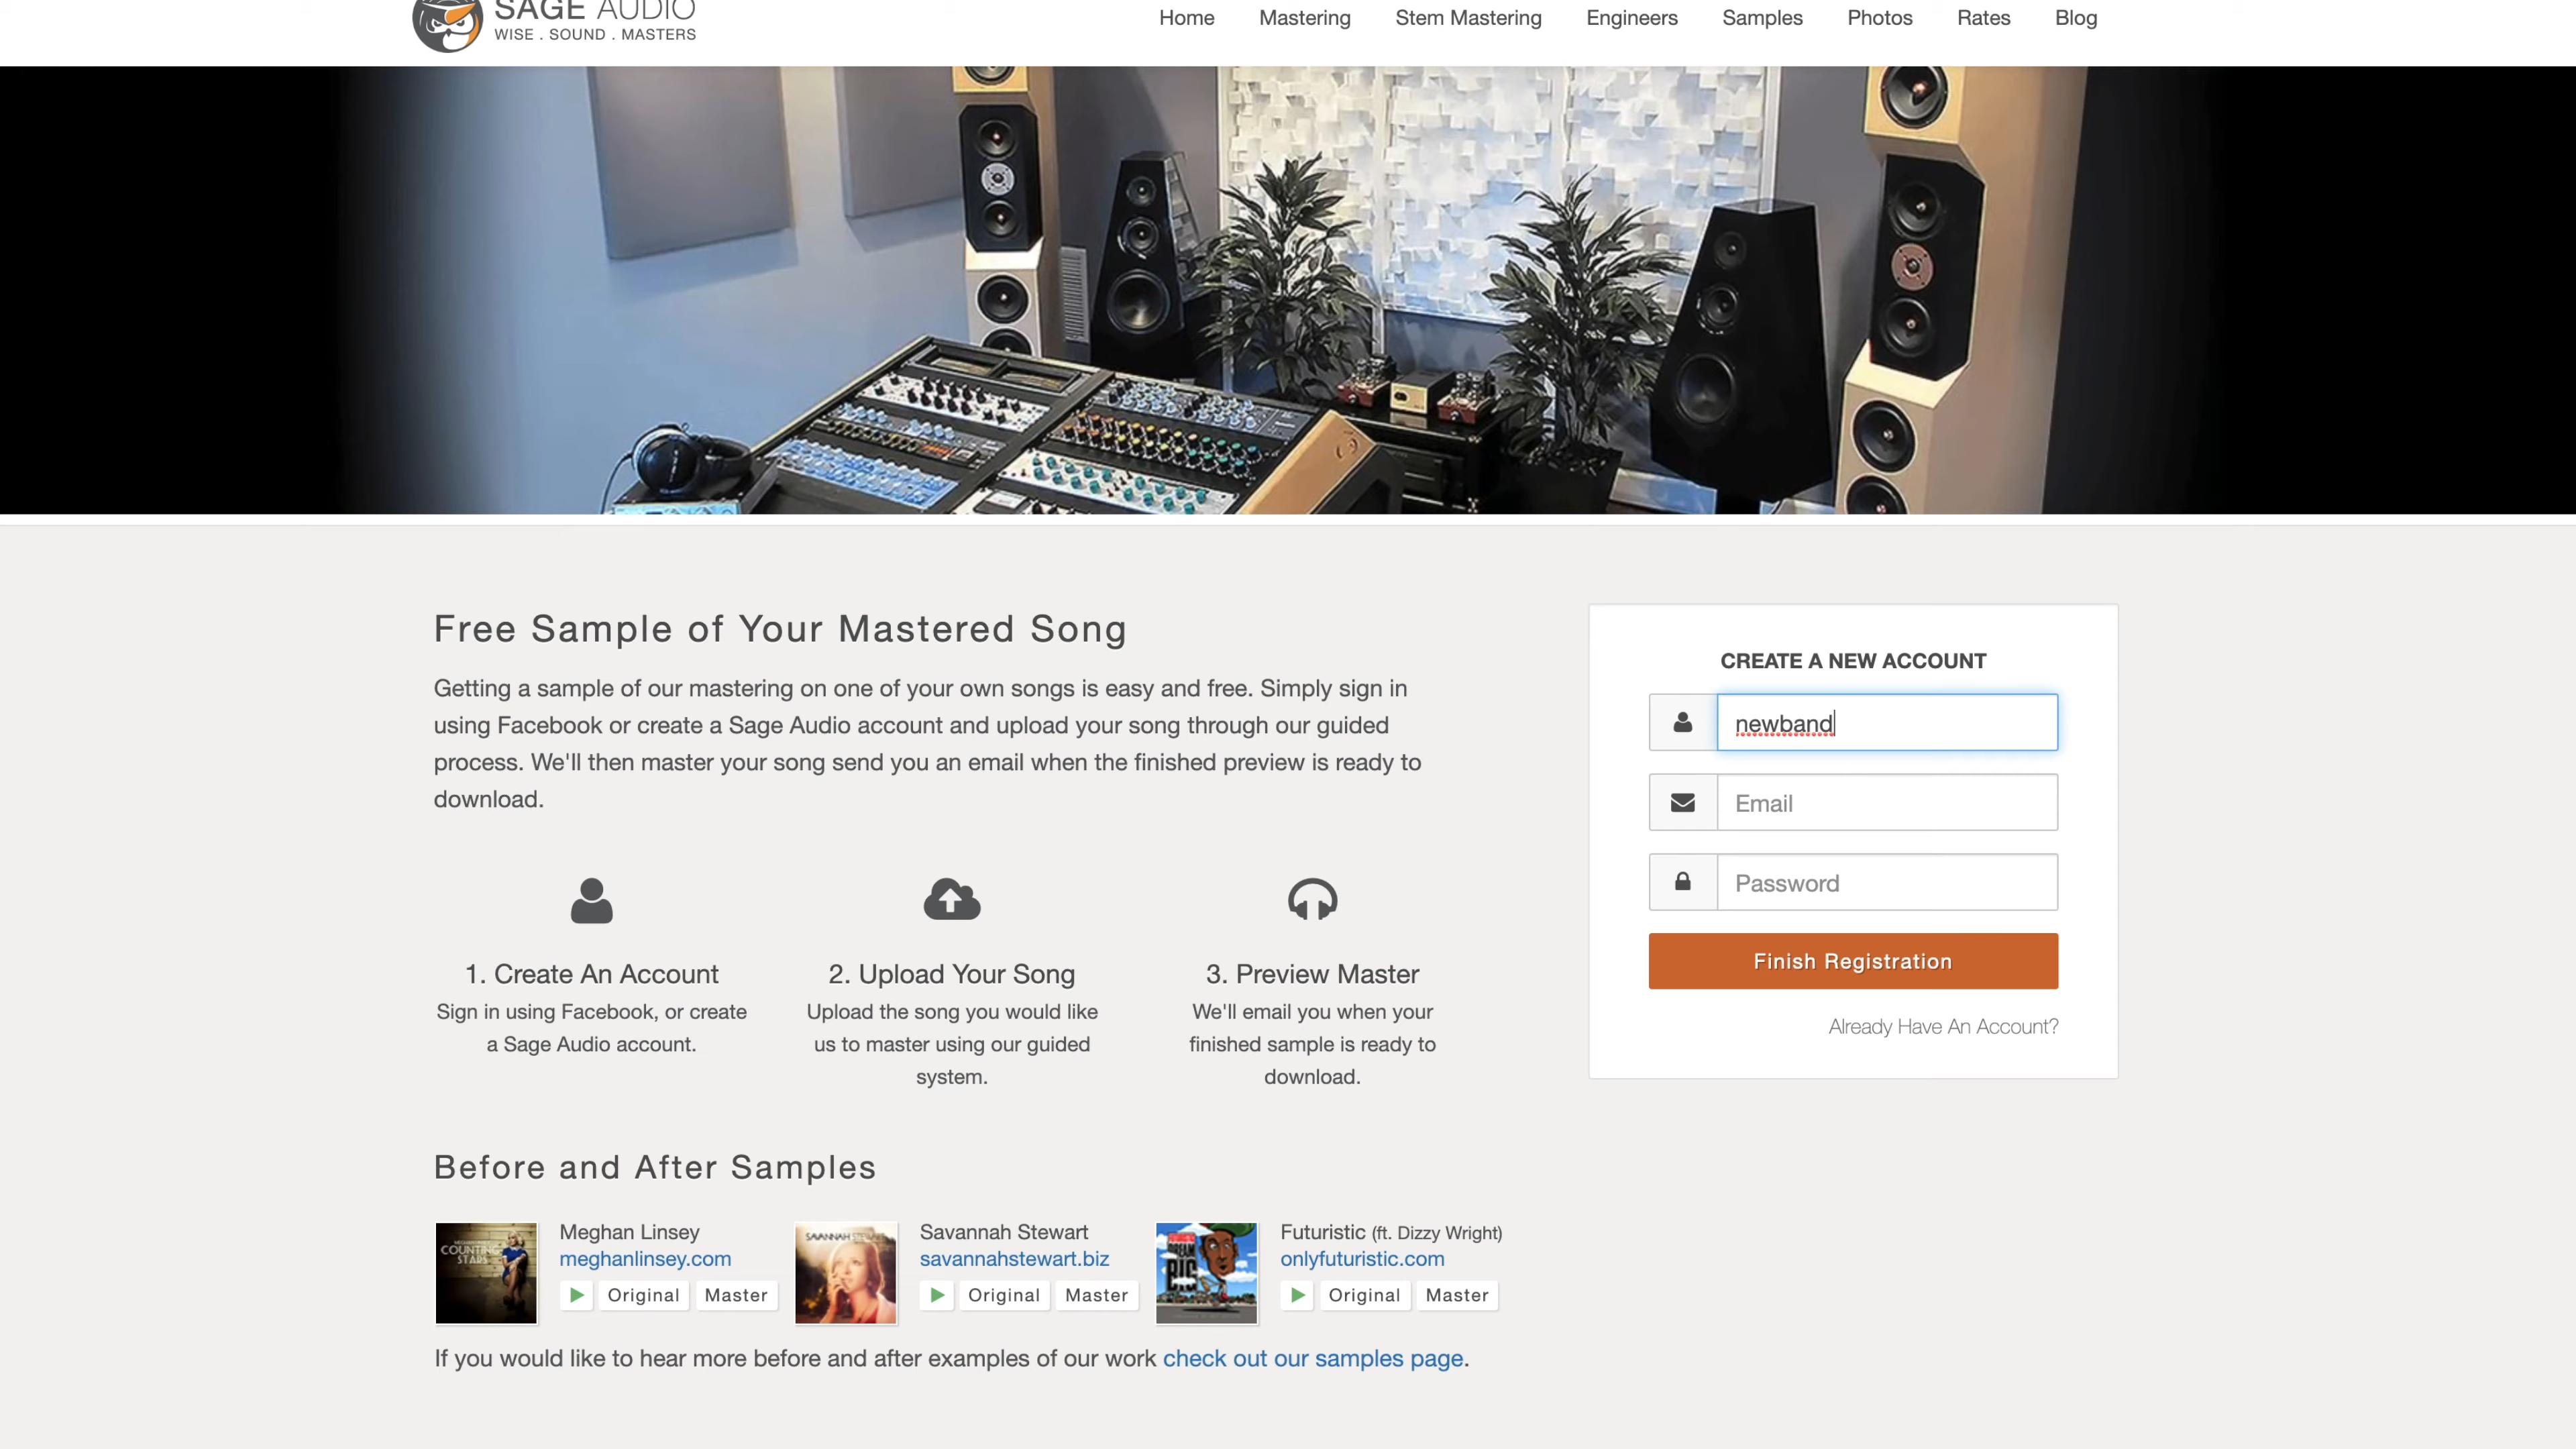 SAGE AUDIO
WISE . SOUND . MASTERS
Home Mastering Stem Mastering Engineers Samples Photos Rates Blog
Free Sample of Your Mastered Song
Getting a sample of our mastering on one of your own songs is easy and free. Simply sign in
using Facebook or create a Sage Audio account and upload your song through our guided
process. We'll then master your song send you an email when the finished preview is ready to
download.
1. Create An Account
Sign in using Facebook, or create
a Sage Audio account.
2. Upload Your Song
Upload the song you would like
us to master using our guided
system.
3. Preview Master
We'll email you when your
finished sample is ready to
download.
CREATE A NEW ACCOUNT
newband
Email
Password
Finish Registration
Already Have An Account?
Before and After Samples
COUNTING
STARS
Meghan Linsey
meghanlinsey.com
Original Master
SAVANNAH STEWART
Savannah Stewart
savannahstewart.biz
Original Master
DREAM
BIG
Futuristic (ft. Dizzy Wright)
onlyfuturistic.com
Original Master
If you would like to hear more before and after examples of our work check out our samples page.